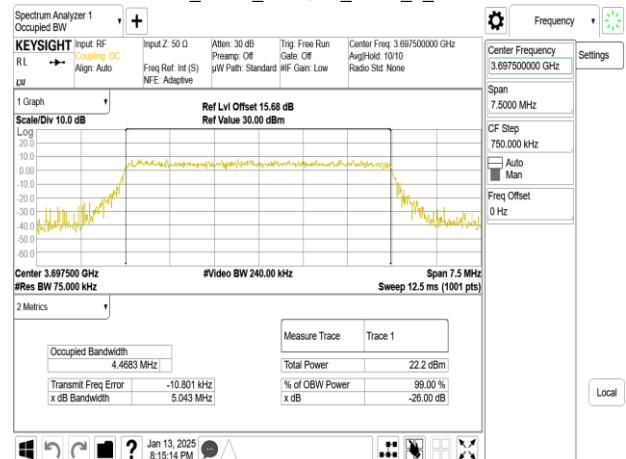 Spectrum Analyzer 1
Occupied BW
Frequency
KEYSIGHT
RL
LXI
Input: RF
Coupling: DC
Align: Auto
Input Z: 50 Ω
Freq Ref: Int (S)
NFE: Adaptive
Atten: 30 dB
Preamp: Off
µW Path: Standard
Trig: Free Run
Gate: Off
#IF Gain: Low
Center Freq: 3.697500000 GHz
Avg|Hold: 10/10
Radio Std: None
Center Frequency
3.697500000 GHz
Settings
Span
7.5000 MHz
CF Step
750.000 kHz
Auto
Man
Freq Offset
0 Hz
1 Graph
Ref Lvl Offset 15.68 dB
Scale/Div 10.0 dB
Ref Value 30.00 dBm
Log
20.0
10.0
0.00
-10.0
-20.0
-30.0
-40.0
-50.0
-60.0
Center 3.697500 GHz
#Video BW 240.00 kHz
Span 7.5 MHz
#Res BW 75.000 kHz
Sweep 12.5 ms (1001 pts)
2 Metrics
Measure Trace
Trace 1
Occupied Bandwidth
4.4683 MHz
Total Power
22.2 dBm
Transmit Freq Error
-10.801 kHz
% of OBW Power
99.00 %
x dB Bandwidth
5.043 MHz
x dB
-26.00 dB
Local
Jan 13, 2025
8:15:14 PM